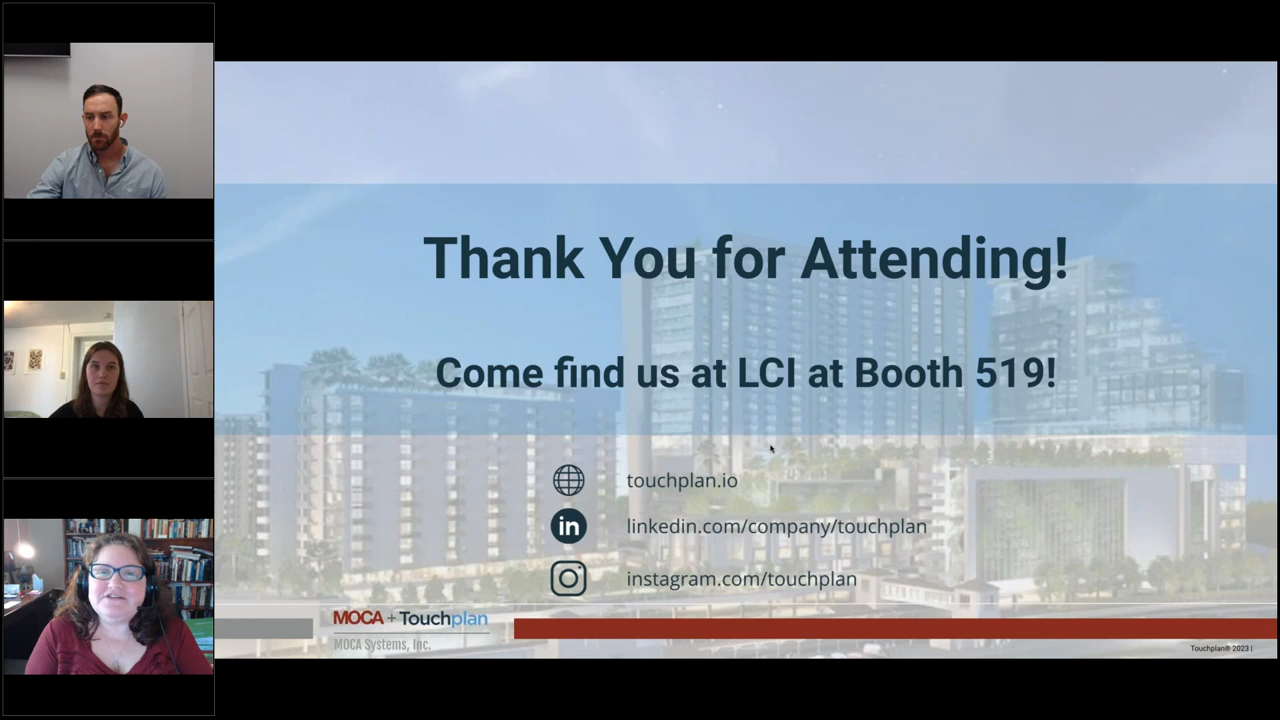 Thank You for Attending!
Come find us at LCI at Booth 519!
touchplan.io
in
linkedin.com/company/touchplan
instagram.com/touchplan
MOCA + Touchplan
MOCA Systems, Inc.
Touchplan® 2023 |